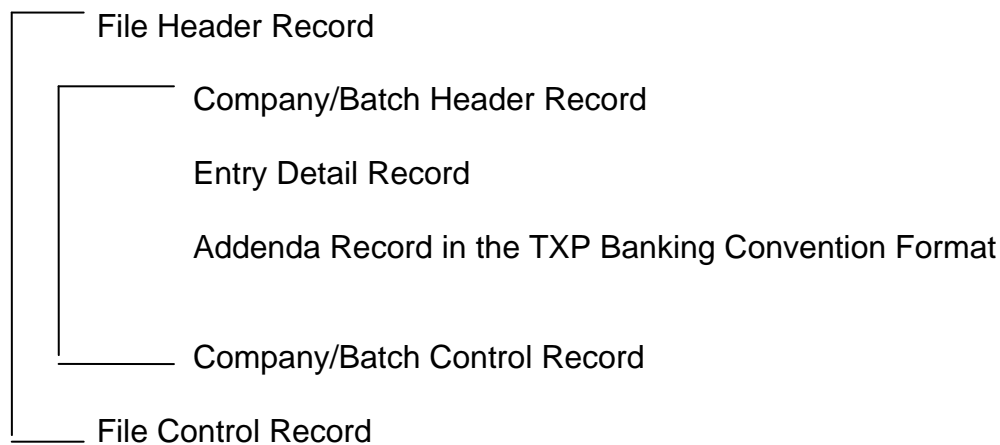 File Header Record
Company/Batch Header Record
Entry Detail Record
Addenda Record in the TXP Banking Convention Format
Company/Batch Control Record
File Control Record